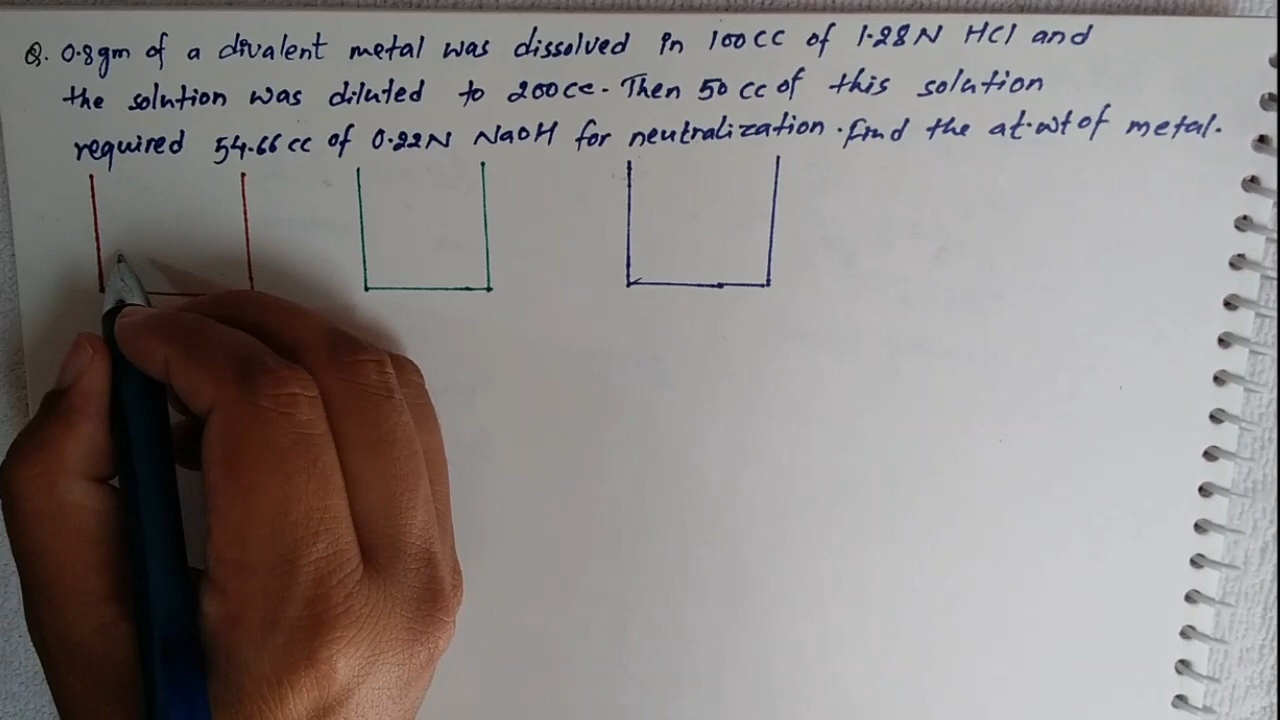 Q. 0.8gm of a divalent metal was dissolved in 100cc of 1.28N HCl and
the solution was diluted to 200cc. Then 50cc of this solution
required 54.66cc of 0.22N NaOH for neutralization. find the at.wt of metal.